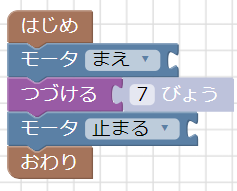 はじめ
モータ まえ ▼
つづける 7 びょう
モータ 止まる ▼
おわり